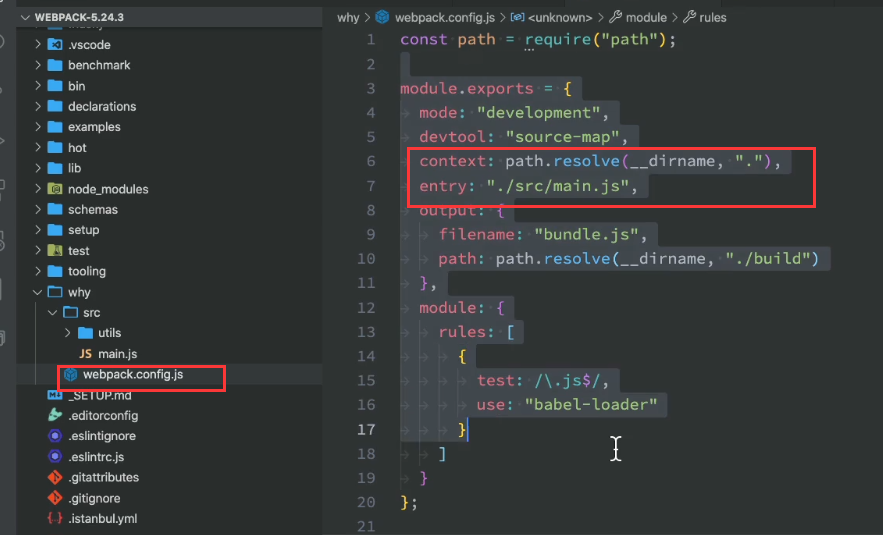 WEBPACK-5.24.3
.vscode
benchmark
bin
declarations
examples
hot
lib
node_modules
schemas
setup
test
tooling
why
src
utils
JS main.js
webpack.config.js
_SETUP.md
.editorconfig
.eslintignore
.eslintrc.js
.gitattributes
.gitignore
.istanbul.yml
why > webpack.config.js > <unknown> > module > rules
1 const path = require("path");
2
3 module.exports = {
4 mode: "development",
5 devtool: "source-map",
6 context: path.resolve(__dirname, "."),
7 entry: "./src/main.js",
8 output: {
9 filename: "bundle.js",
10 path: path.resolve(__dirname, "./build")
11 },
12 module: {
13 rules: [
14 {
15 test: /\.js$/,
16 use: "babel-loader"
17 }
18 ]
19 }
20 };
21